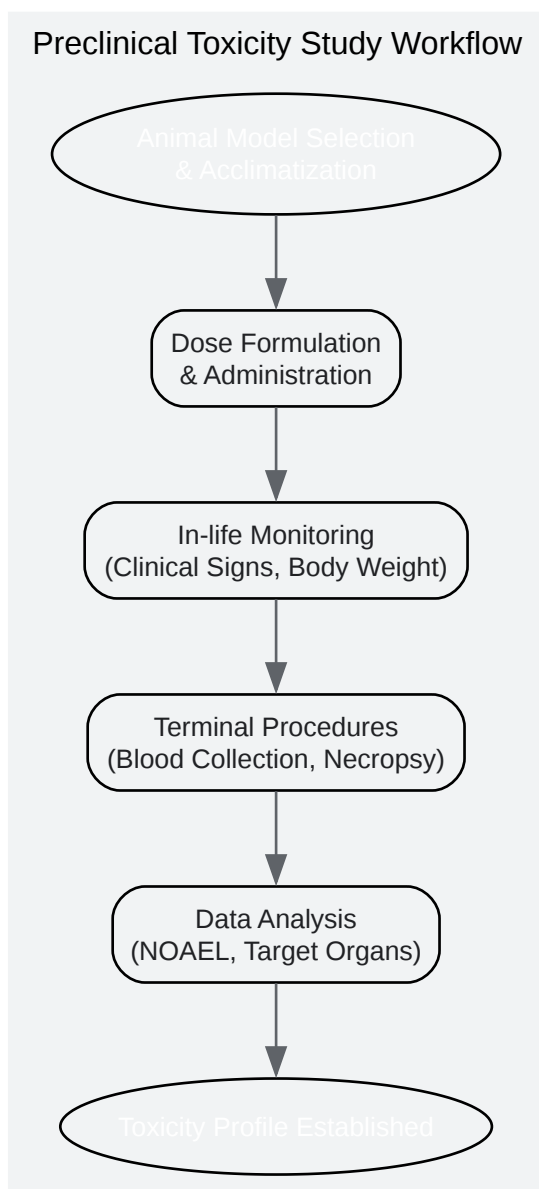 Preclinical Toxicity Study Workflow
Animal Model Selection
& Acclimatization
Dose Formulation
& Administration
In-life Monitoring
(Clinical Signs, Body Weight)
Terminal Procedures
(Blood Collection, Necropsy)
Data Analysis
(NOAEL, Target Organs)
Toxicity Profile Established